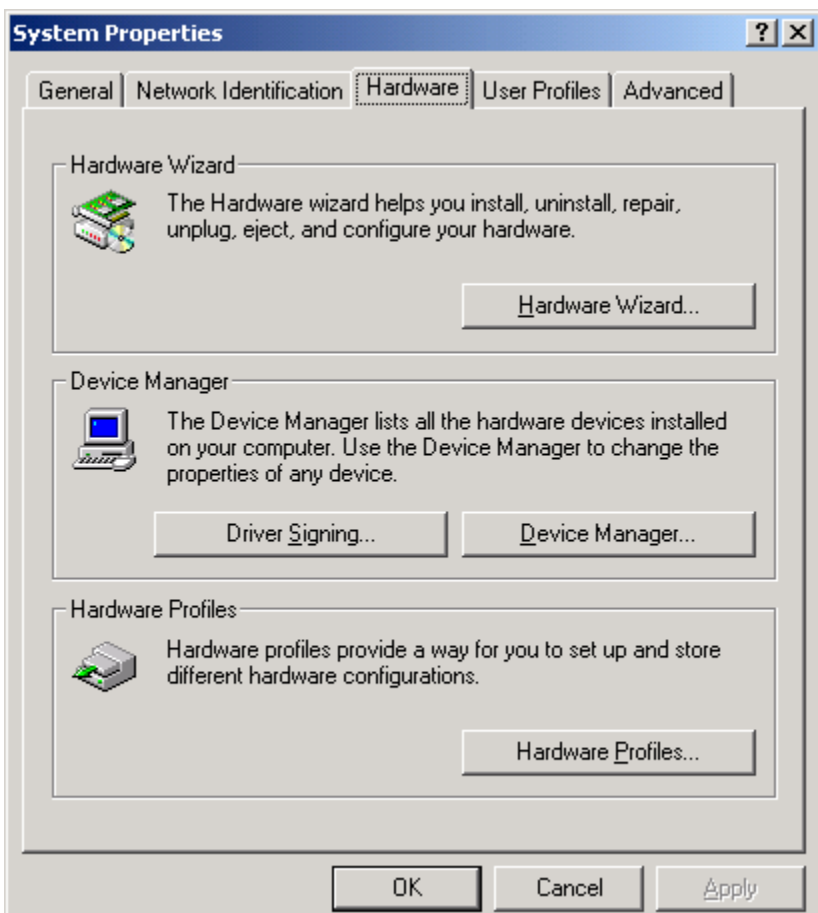 System Properties
General Network Identification Hardware User Profiles Advanced
Hardware Wizard
The Hardware wizard helps you install, uninstall, repair,
unplug, eject, and configure your hardware.
Hardware Wizard...
Device Manager
The Device Manager lists all the hardware devices installed
on your computer. Use the Device Manager to change the
properties of any device.
Driver Signing... Device Manager...
Hardware Profiles
Hardware profiles provide a way for you to set up and store
different hardware configurations.
Hardware Profiles...
OK Cancel Apply